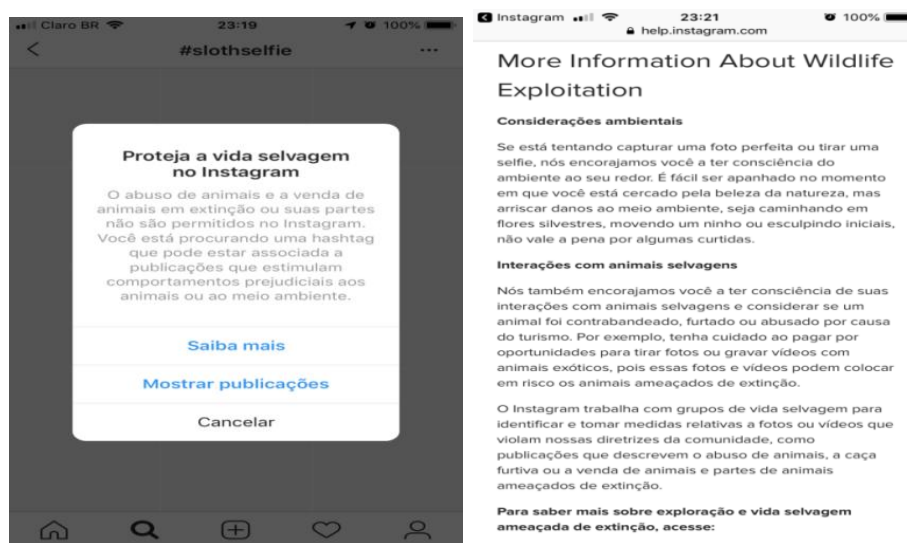 Claro BR
23:19
100%
#slothselfie
Proteja a vida selvagem
no Instagram
O abuso de animais e a venda de
animais em extinção ou suas partes
não são permitidos no Instagram.
Você está procurando uma hashtag
que pode estar associada a
publicações que estimulam
comportamentos prejudiciais aos
animais ou ao meio ambiente.
Saiba mais
Mostrar publicações
Cancelar
Instagram
23:21
100%
help.instagram.com
More Information About Wildlife
Exploitation
Considerações ambientais
Se está tentando capturar uma foto perfeita ou tirar uma
selfie, nós encorajamos você a ter consciência do
ambiente ao seu redor. É fácil ser apanhado no momento
em que você está cercado pela beleza da natureza, mas
arriscar danos ao meio ambiente, seja caminhando em
flores silvestres, movendo um ninho ou esculpindo iniciais,
não vale a pena por algumas curtidas.
Interações com animais selvagens
Nós também encorajamos você a ter consciência de suas
interações com animais selvagens e considerar se um
animal foi contrabandeado, furtado ou abusado por causa
do turismo. Por exemplo, tenha cuidado ao pagar por
oportunidades para tirar fotos ou gravar vídeos com
animais exóticos, pois essas fotos e vídeos podem colocar
em risco os animais ameaçados de extinção.
O Instagram trabalha com grupos de vida selvagem para
identificar e tomar medidas relativas a fotos ou vídeos que
violam nossas diretrizes da comunidade, como
publicações que descrevem o abuso de animais, a caça
furtiva ou a venda de animais e partes de animais
ameaçados de extinção.
Para saber mais sobre exploração e vida selvagem
ameaçada de extinção, acesse: